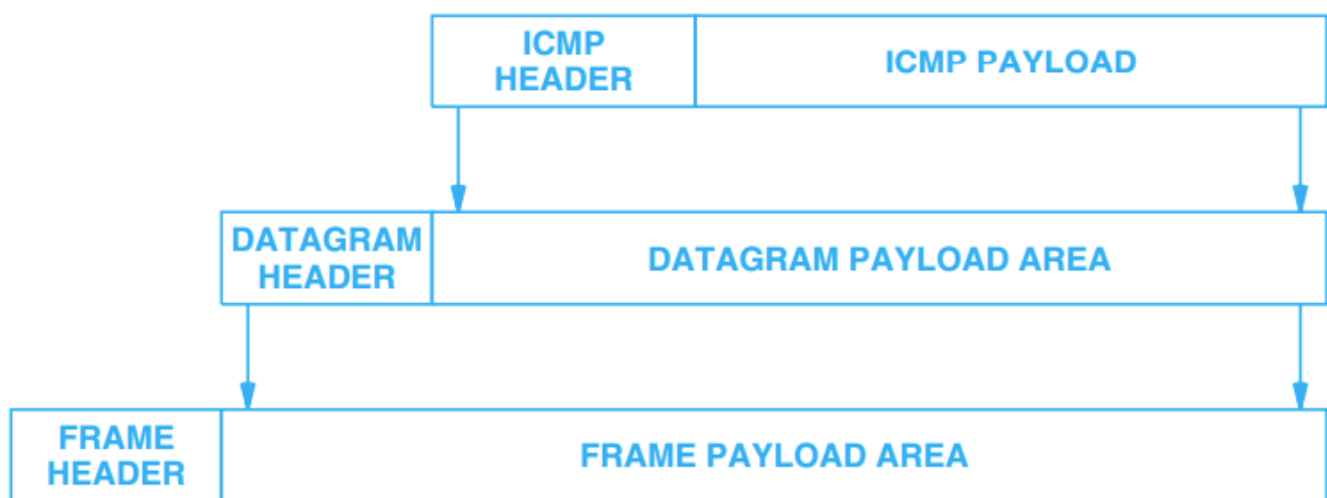 ICMP
HEADER
ICMP PAYLOAD
DATAGRAM
HEADER
DATAGRAM PAYLOAD AREA
FRAME
HEADER
FRAME PAYLOAD AREA